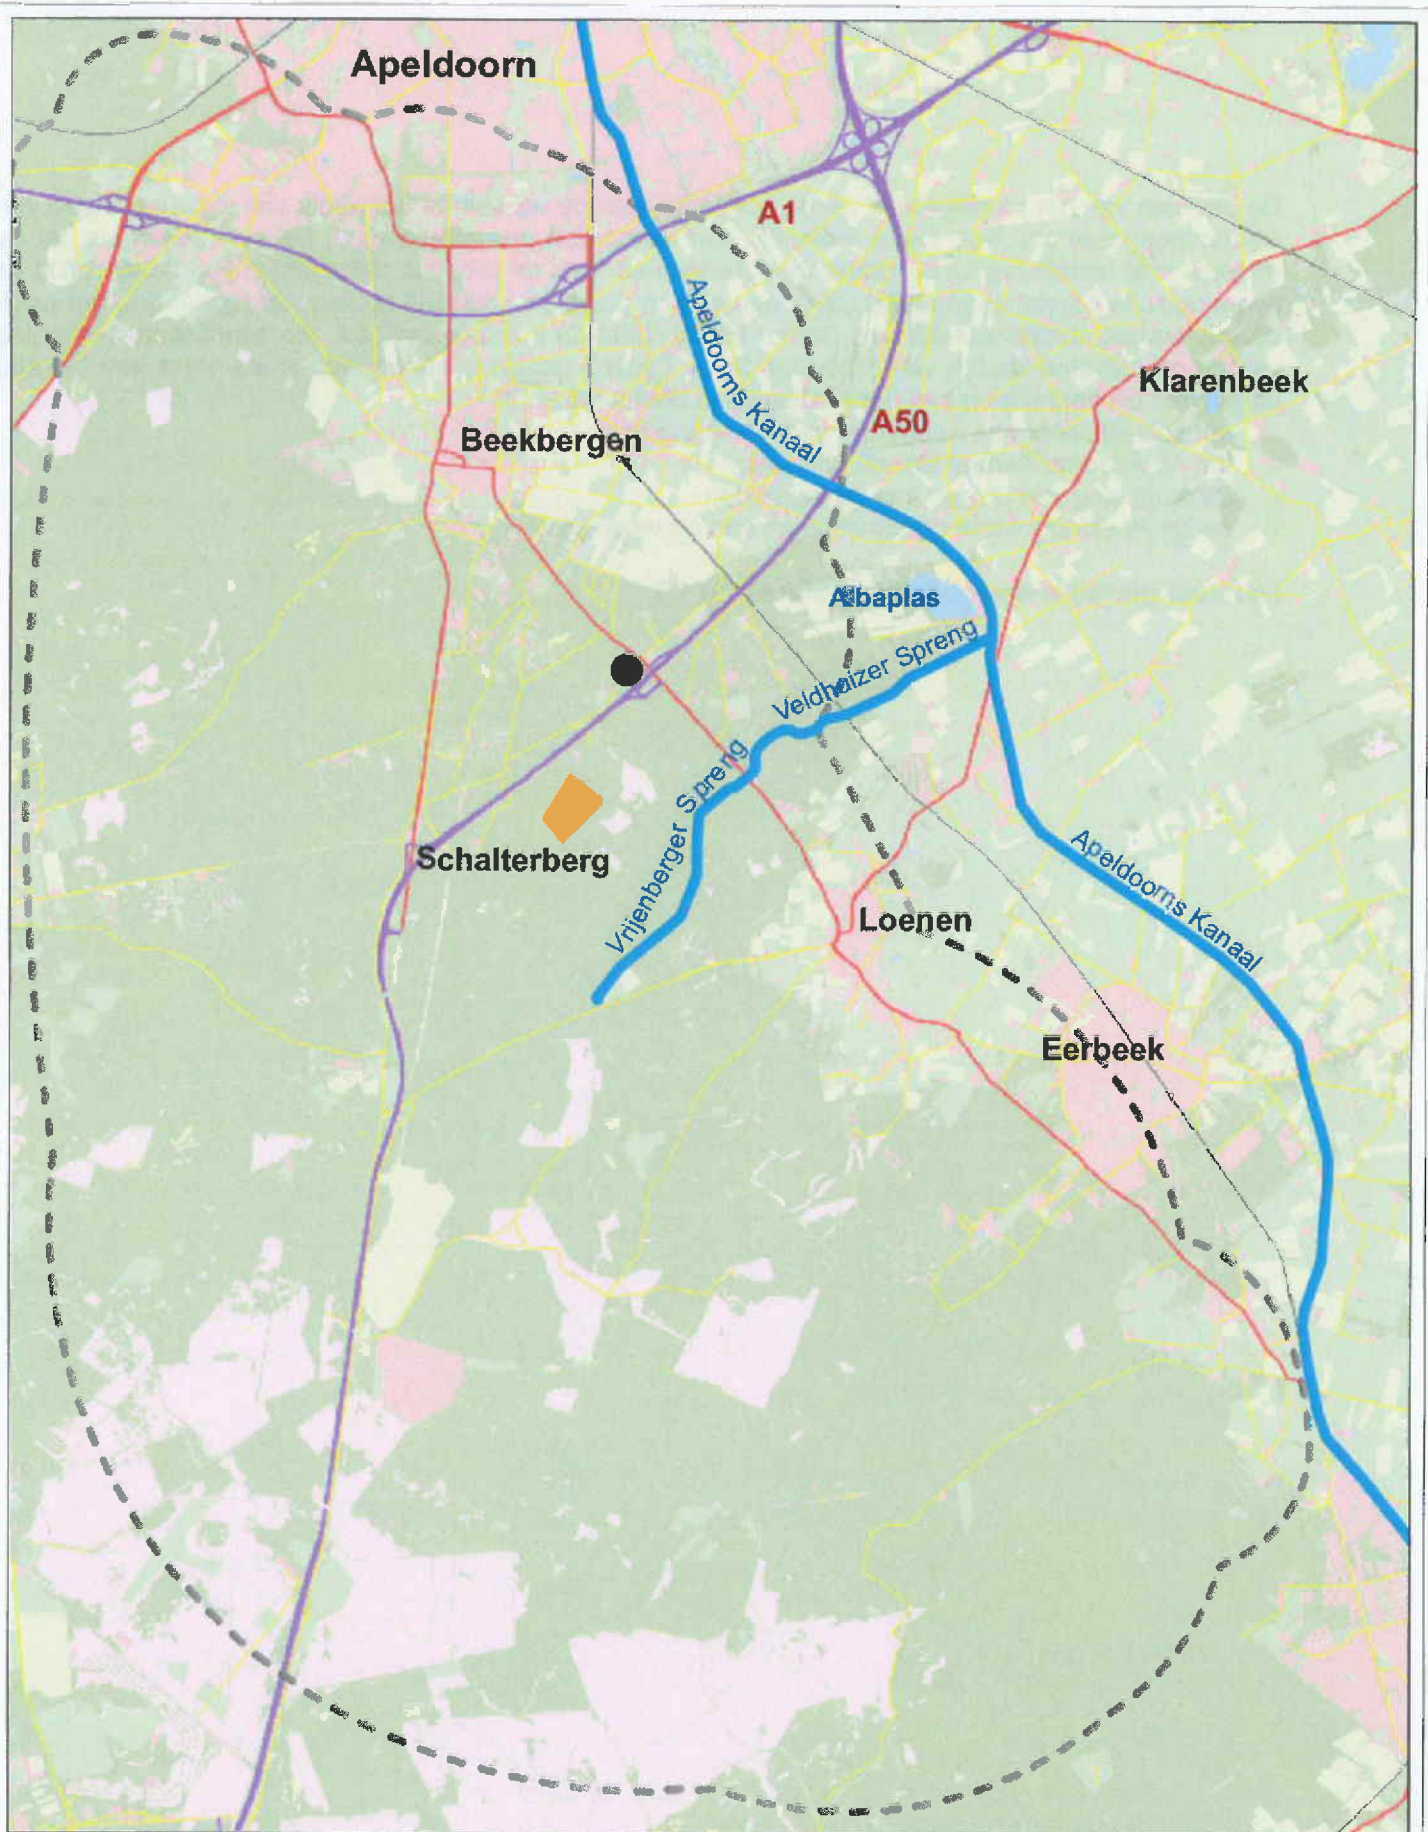 Apeldoorn
A1
Apeldoorns Kanaal
Klarenbeek
A50
Beekbergen
Albaplas
Veldhuizer Spreng
Vrijenberger Spreng
Schalterberg
Apeldoorns Kanaal
Loenen
Eerbeek